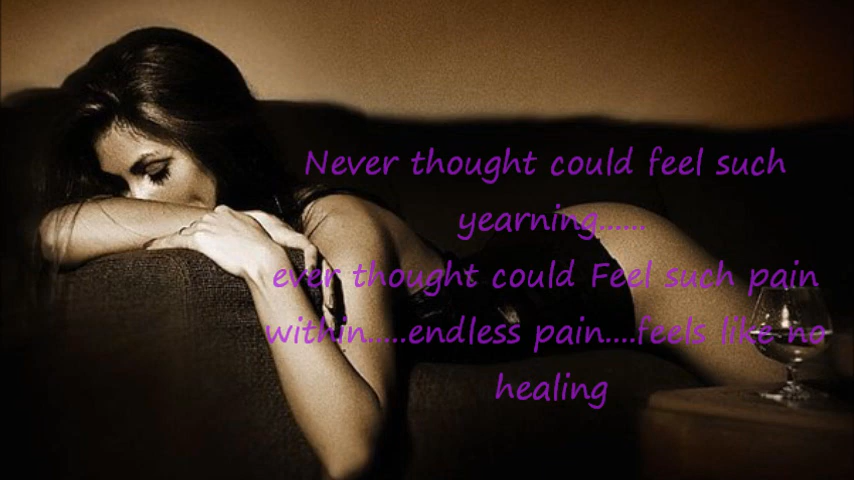 Never thought could feel such
yearning......
ever thought could Feel such pain
within.....endless pain....feels like no
healing